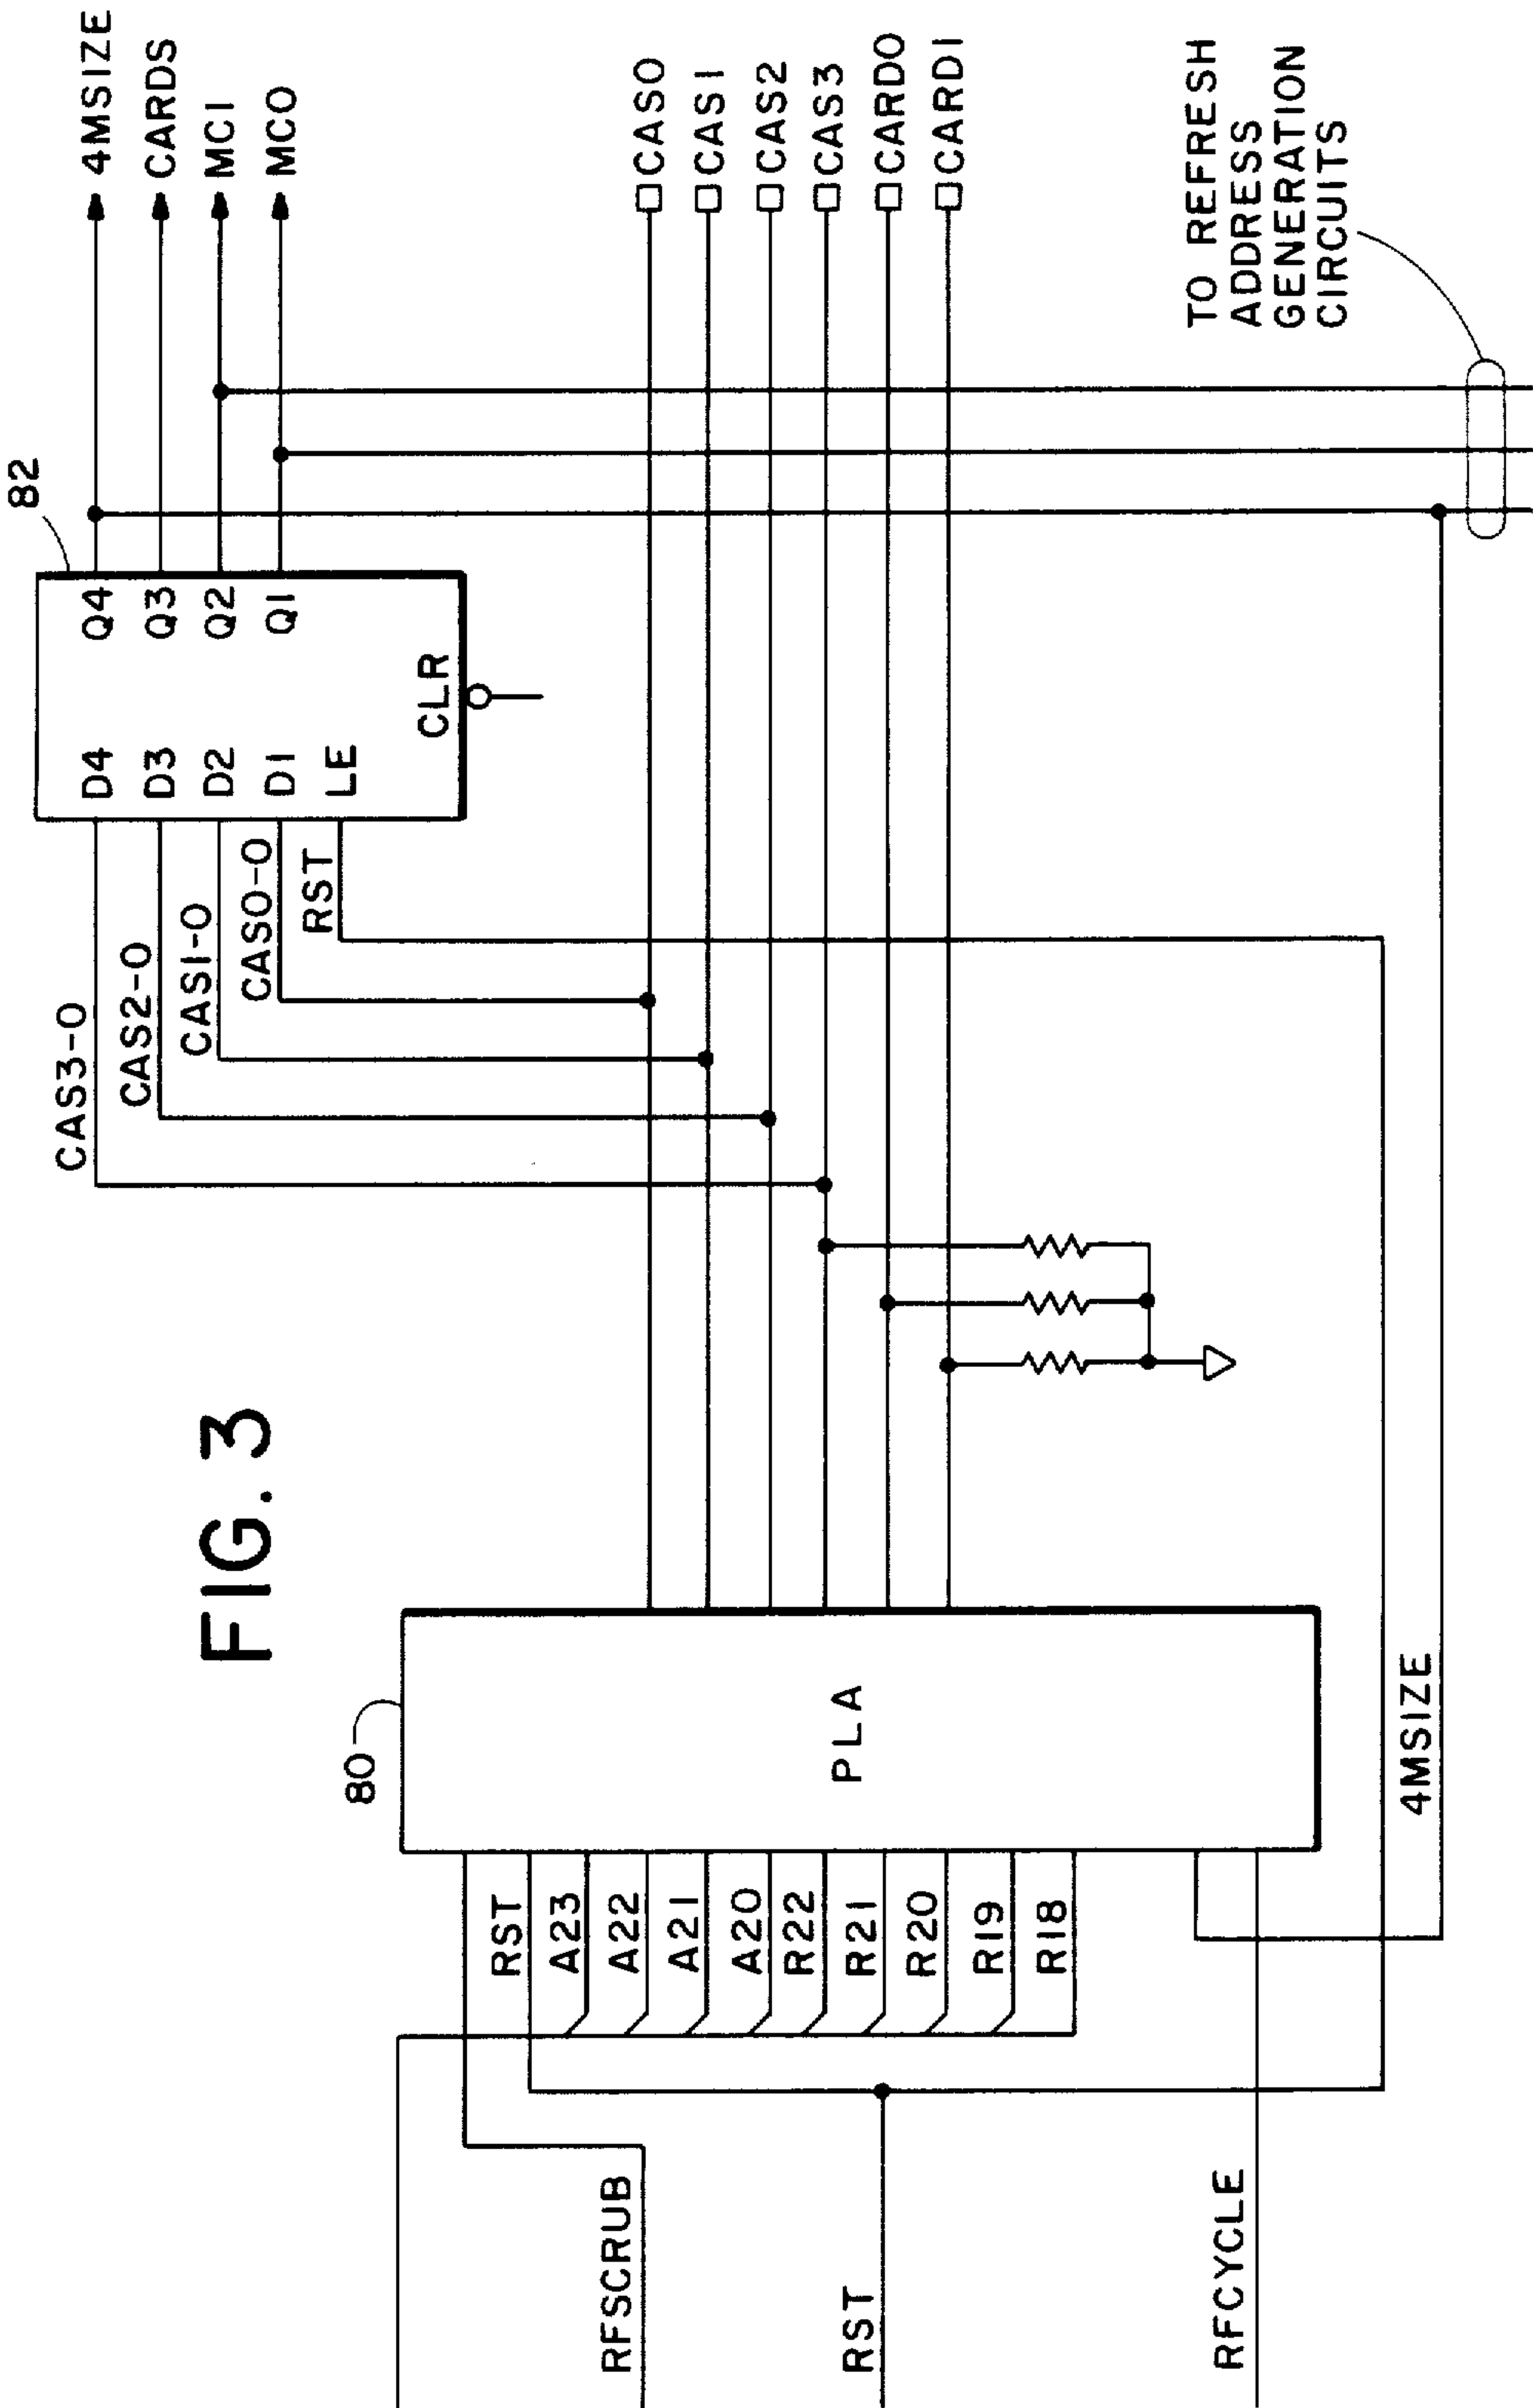 FIG. 3
82
D4
D3
D2
D1
LE
CLR
Q4
Q3
Q2
Q1
4MSIZE
CARDS
MC1
MC0
CAS3-0
CAS2-0
CAS1-0
CAS0-0
RST
CAS0
CAS1
CAS2
CAS3
CARD0
CARD1
80
PLA
RST
A23
A22
A21
A20
R22
R21
R20
R19
R18
4MSIZE
RFSCRUB
RST
RFCYCLE
TO REFRESH
ADDRESS
GENERATION
CIRCUITS